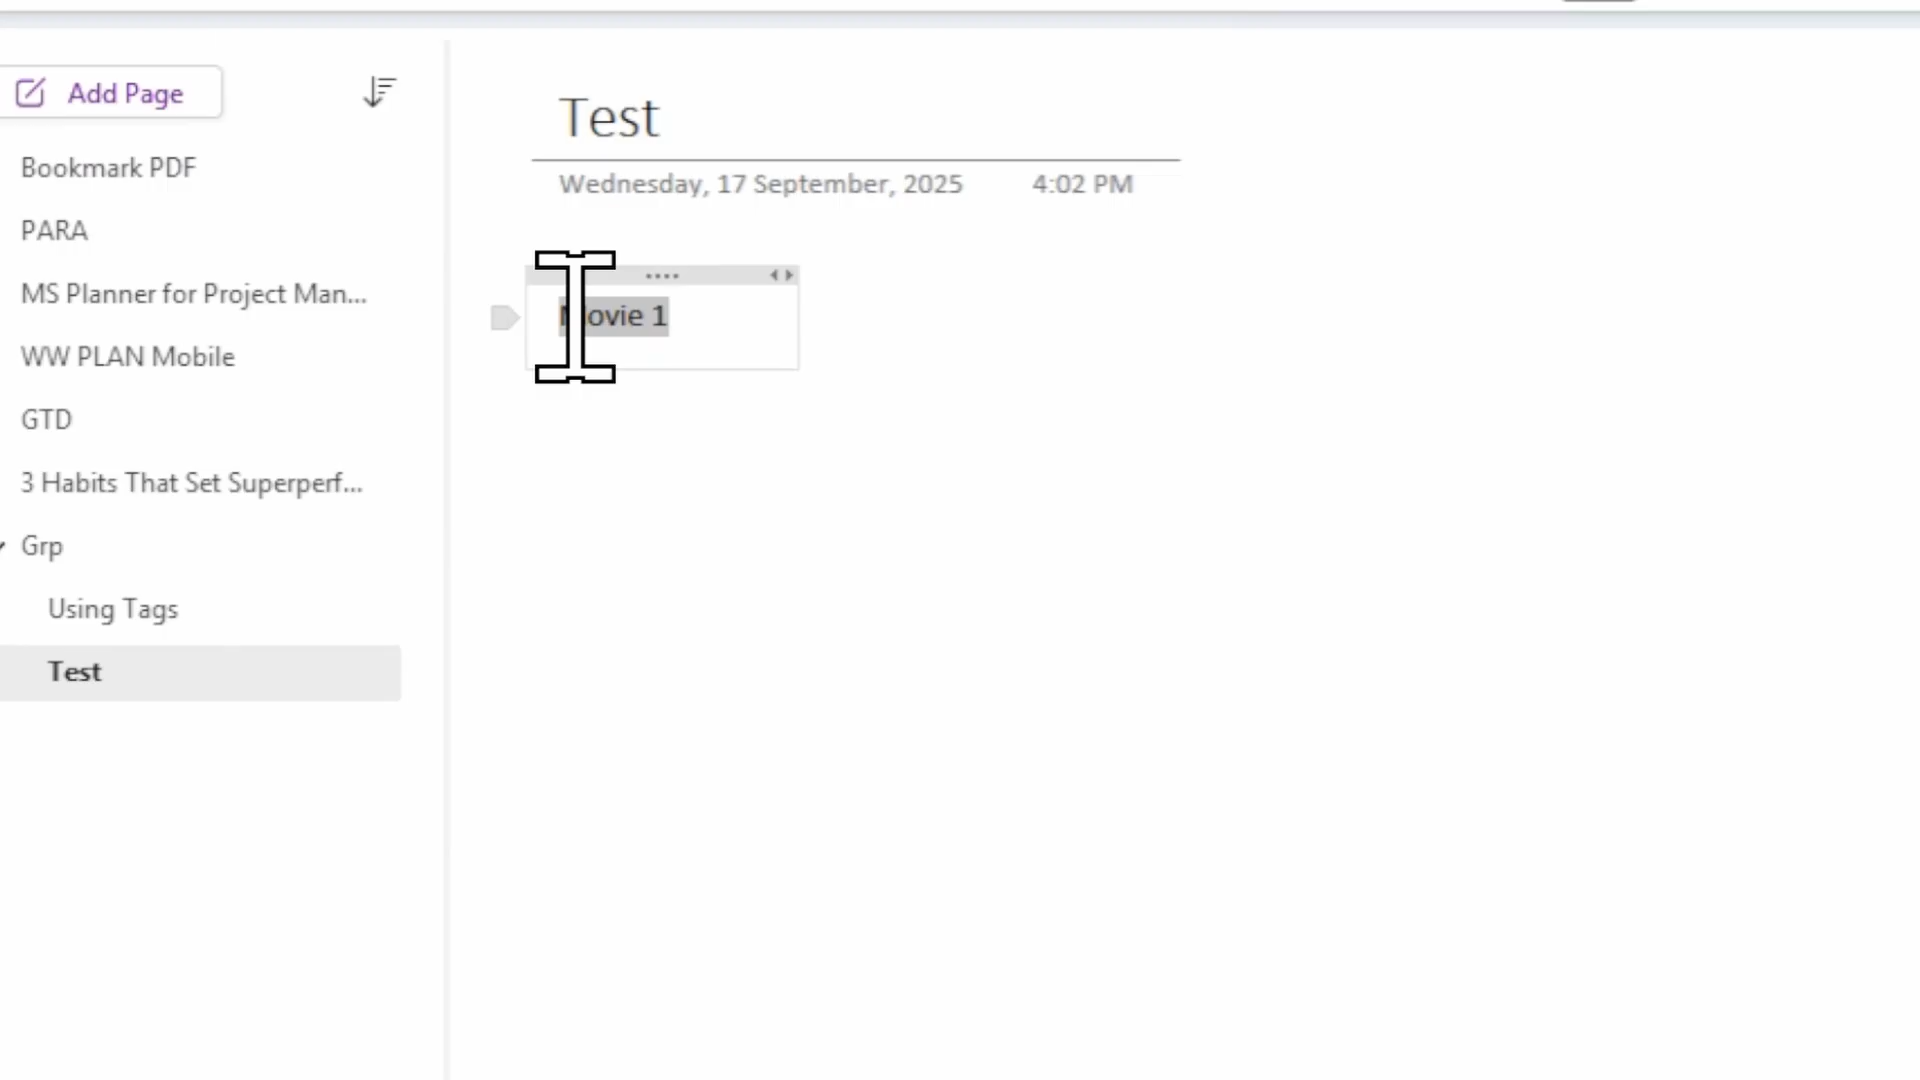 Add Page
Bookmark PDF
PARA
MS Planner for Project Man...
WW PLAN Mobile
GTD
3 Habits That Set Superperf...
Grp
Using Tags
Test
Test
Wednesday, 17 September, 2025 4:02 PM
Movie 1